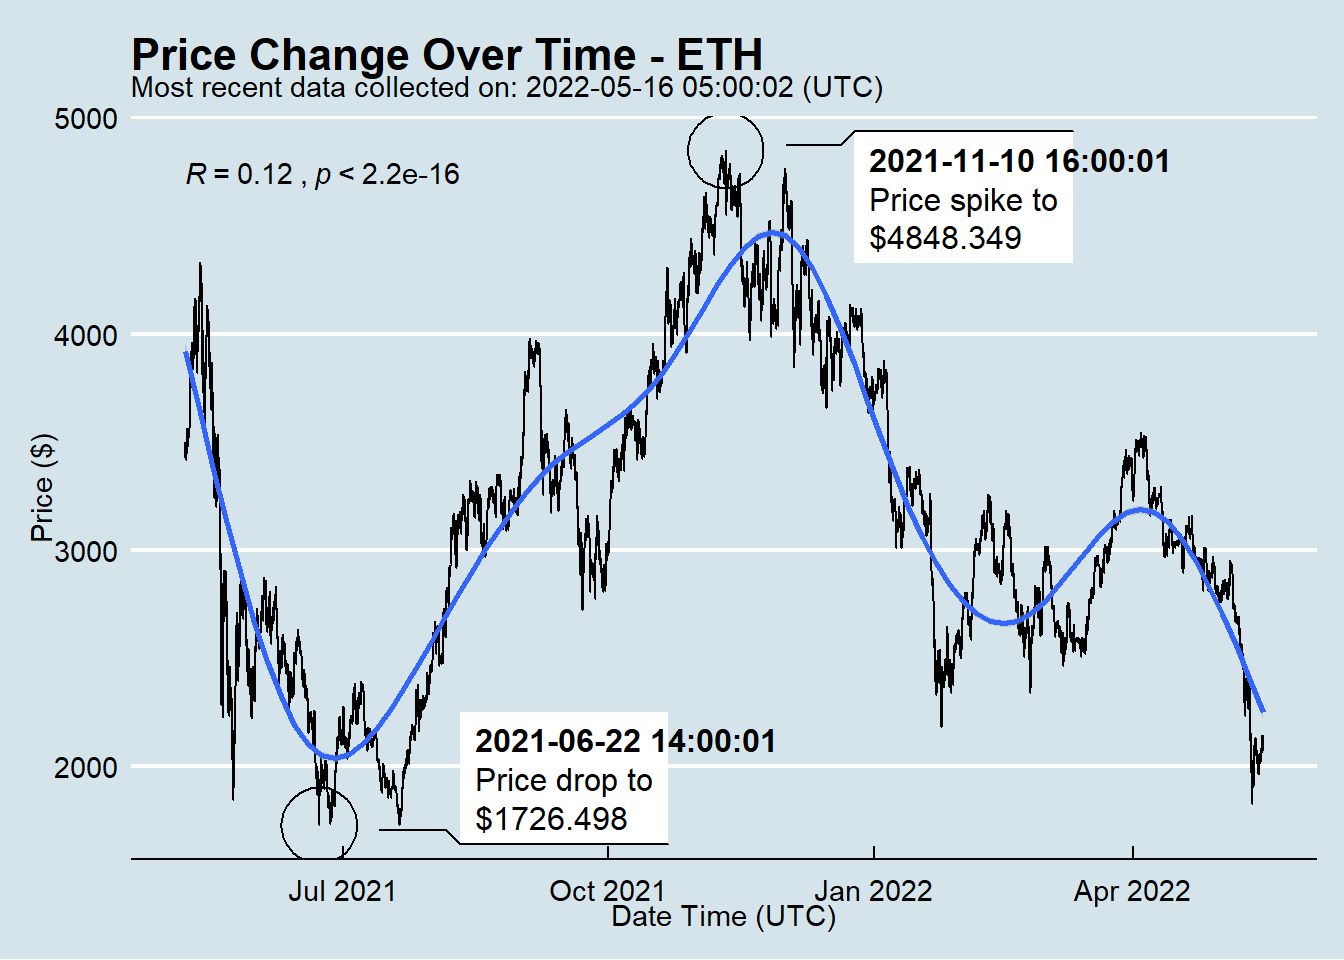 Price Change Over Time - ETH
Most recent data collected on: 2022-05-16 05:00:02 (UTC)
5000
R = 0.12 , p < 2.2e-16
2021-11-10 16:00:01
Price spike to
$4848.349
4000
Price ($)
3000
2021-06-22 14:00:01
Price drop to
$1726.498
2000
Jul 2021 Oct 2021 Jan 2022 Apr 2022
Date Time (UTC)